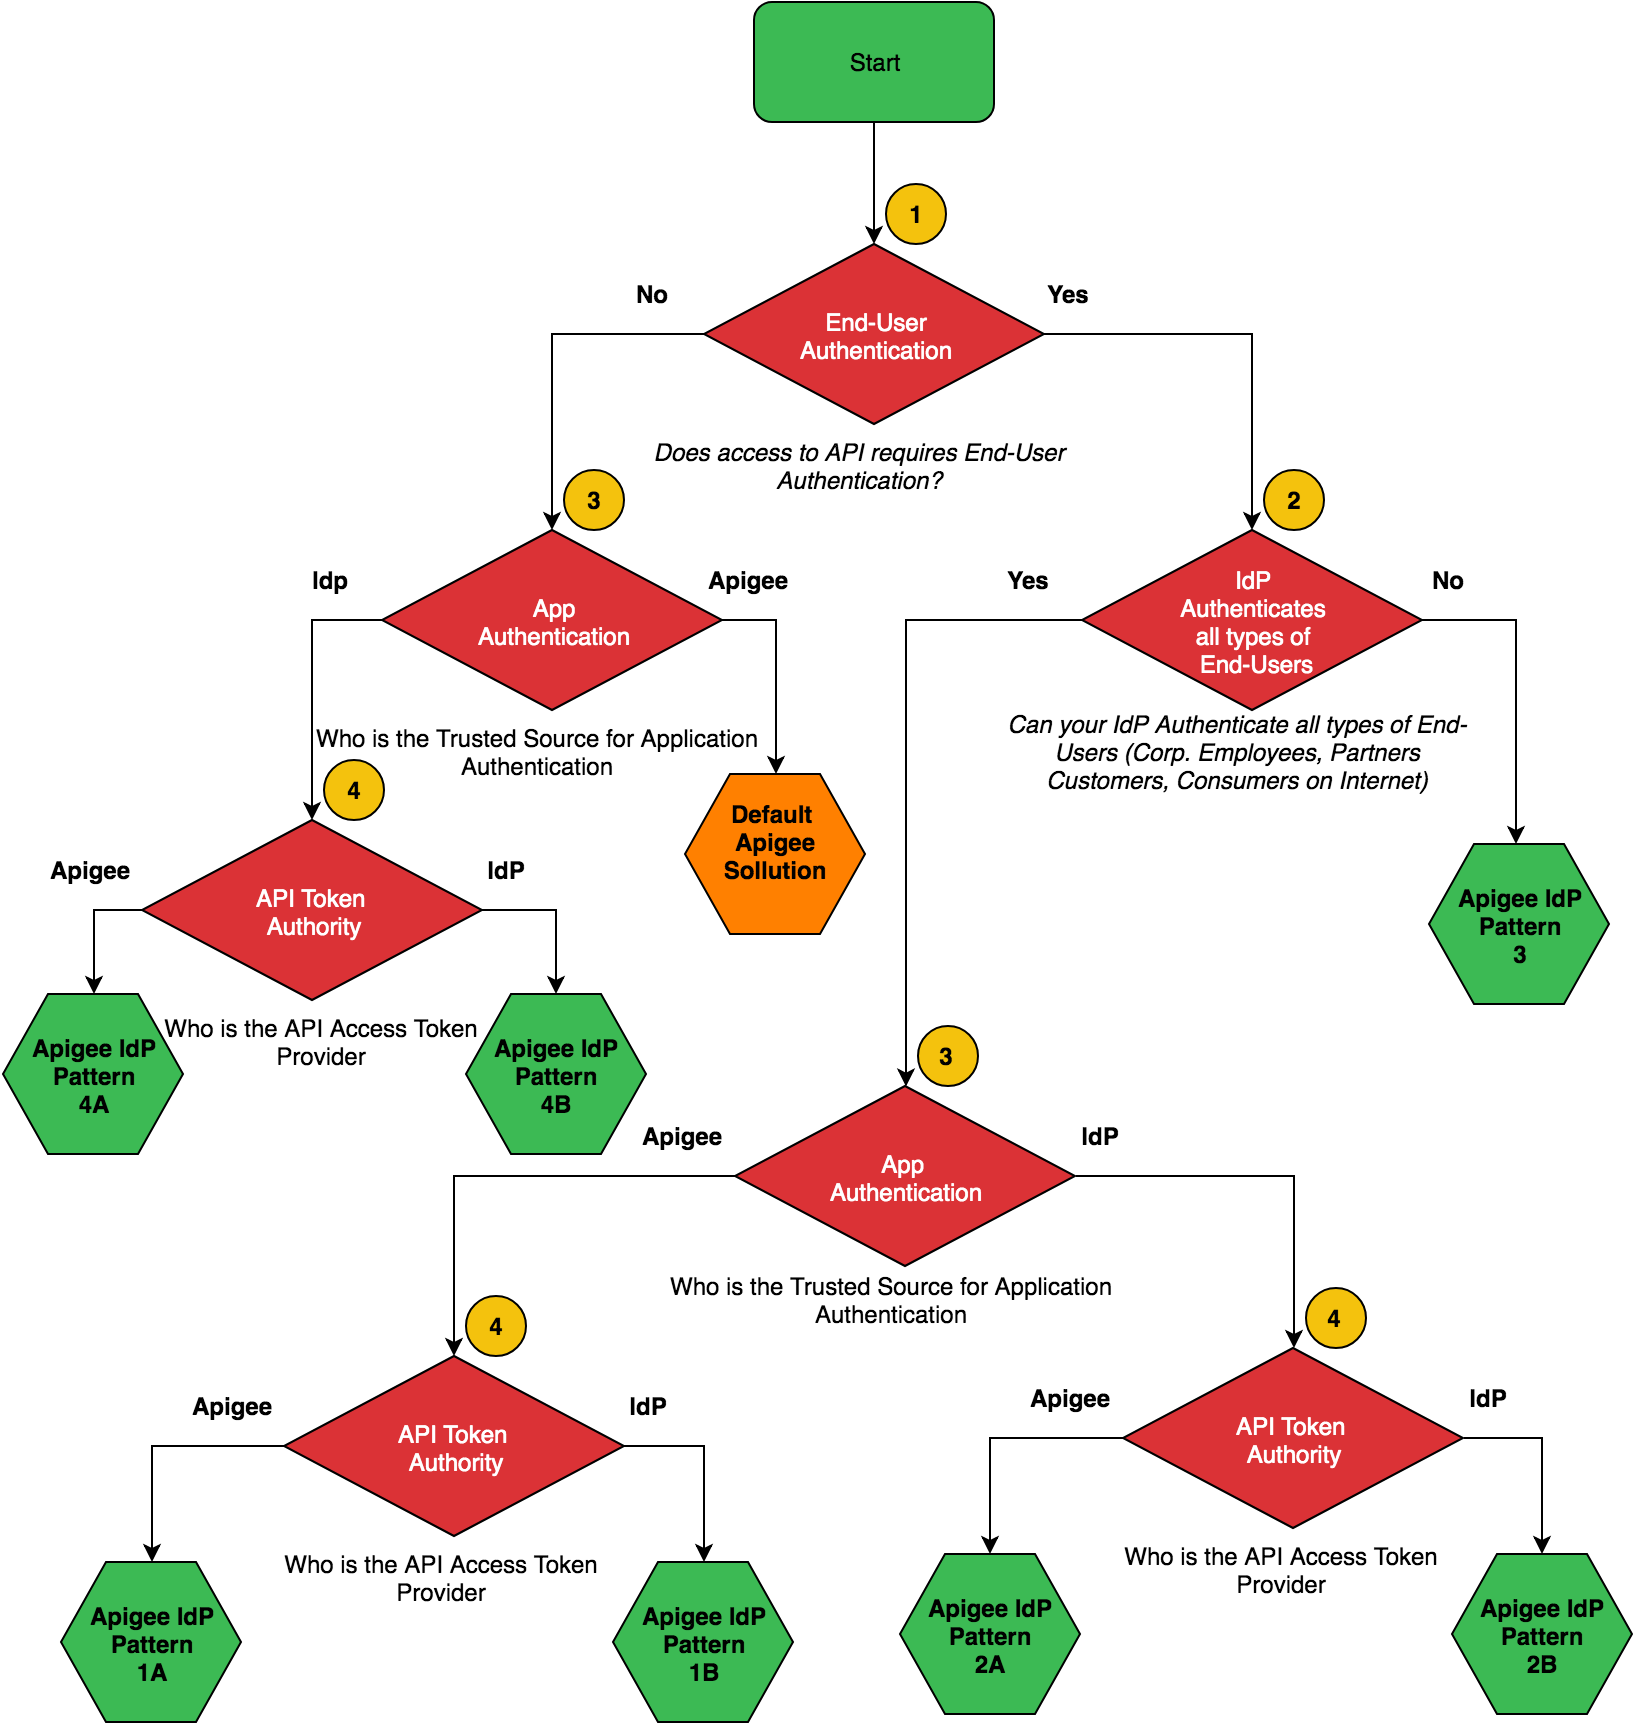 Start
1
No
Yes
End-User
Authentication
Does access to API requires End-User
Authentication?
3
2
Idp
Apigee
App
Authentication
Yes
No
IdP
Authenticates
all types of
End-Users
Who is the Trusted Source for Application
Authentication
Can your IdP Authenticate all types of End-
Users (Corp. Employees, Partners
Customers, Consumers on Internet)
4
Default
Apigee
Sollution
Apigee
IdP
API Token
Authority
Apigee IdP
Pattern
3
Who is the API Access Token
Provider
Apigee IdP
Pattern
4A
Apigee IdP
Pattern
4B
3
Apigee
IdP
App
Authentication
Who is the Trusted Source for Application
Authentication
4
4
Apigee
IdP
API Token
Authority
Apigee
IdP
API Token
Authority
Who is the API Access Token
Provider
Who is the API Access Token
Provider
Apigee IdP
Pattern
1A
Apigee IdP
Pattern
1B
Apigee IdP
Pattern
2A
Apigee IdP
Pattern
2B